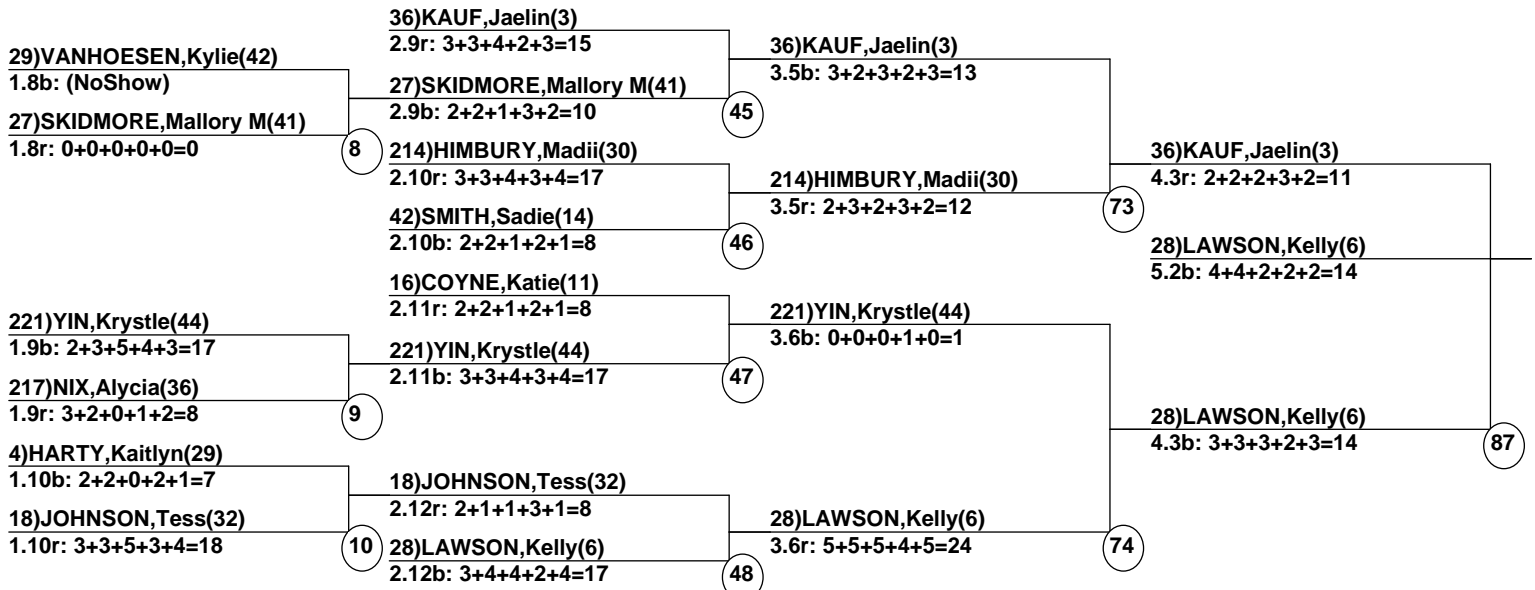 29)VANHOESEN,Kylie(42)
1.8b: (NoShow)
27)SKIDMORE,Mallory M(41)
1.8r: 0+0+0+0+0=0
8
221)YIN,Krystle(44)
1.9b: 2+3+5+4+3=17
217)NIX,Alycia(36)
1.9r: 3+2+0+1+2=8
9
4)HARTY,Kaitlyn(29)
1.10b: 2+2+0+2+1=7
18)JOHNSON,Tess(32)
1.10r: 3+3+5+3+4=18
10
36)KAUF,Jaelin(3)
2.9r: 3+3+4+2+3=15
27)SKIDMORE,Mallory M(41)
2.9b: 2+2+1+3+2=10
45
214)HIMBURY,Madii(30)
2.10r: 3+3+4+3+4=17
42)SMITH,Sadie(14)
2.10b: 2+2+1+2+1=8
46
16)COYNE,Katie(11)
2.11r: 2+2+1+2+1=8
221)YIN,Krystle(44)
2.11b: 3+3+4+3+4=17
47
18)JOHNSON,Tess(32)
2.12r: 2+1+1+3+1=8
28)LAWSON,Kelly(6)
2.12b: 3+4+4+2+4=17
48
36)KAUF,Jaelin(3)
3.5b: 3+2+3+2+3=13
214)HIMBURY,Madii(30)
3.5r: 2+3+2+3+2=12
73
221)YIN,Krystle(44)
3.6b: 0+0+0+1+0=1
28)LAWSON,Kelly(6)
3.6r: 5+5+5+4+5=24
74
36)KAUF,Jaelin(3)
4.3r: 2+2+2+3+2=11
28)LAWSON,Kelly(6)
5.2b: 4+4+2+2+2=14
28)LAWSON,Kelly(6)
4.3b: 3+3+3+2+3=14
87